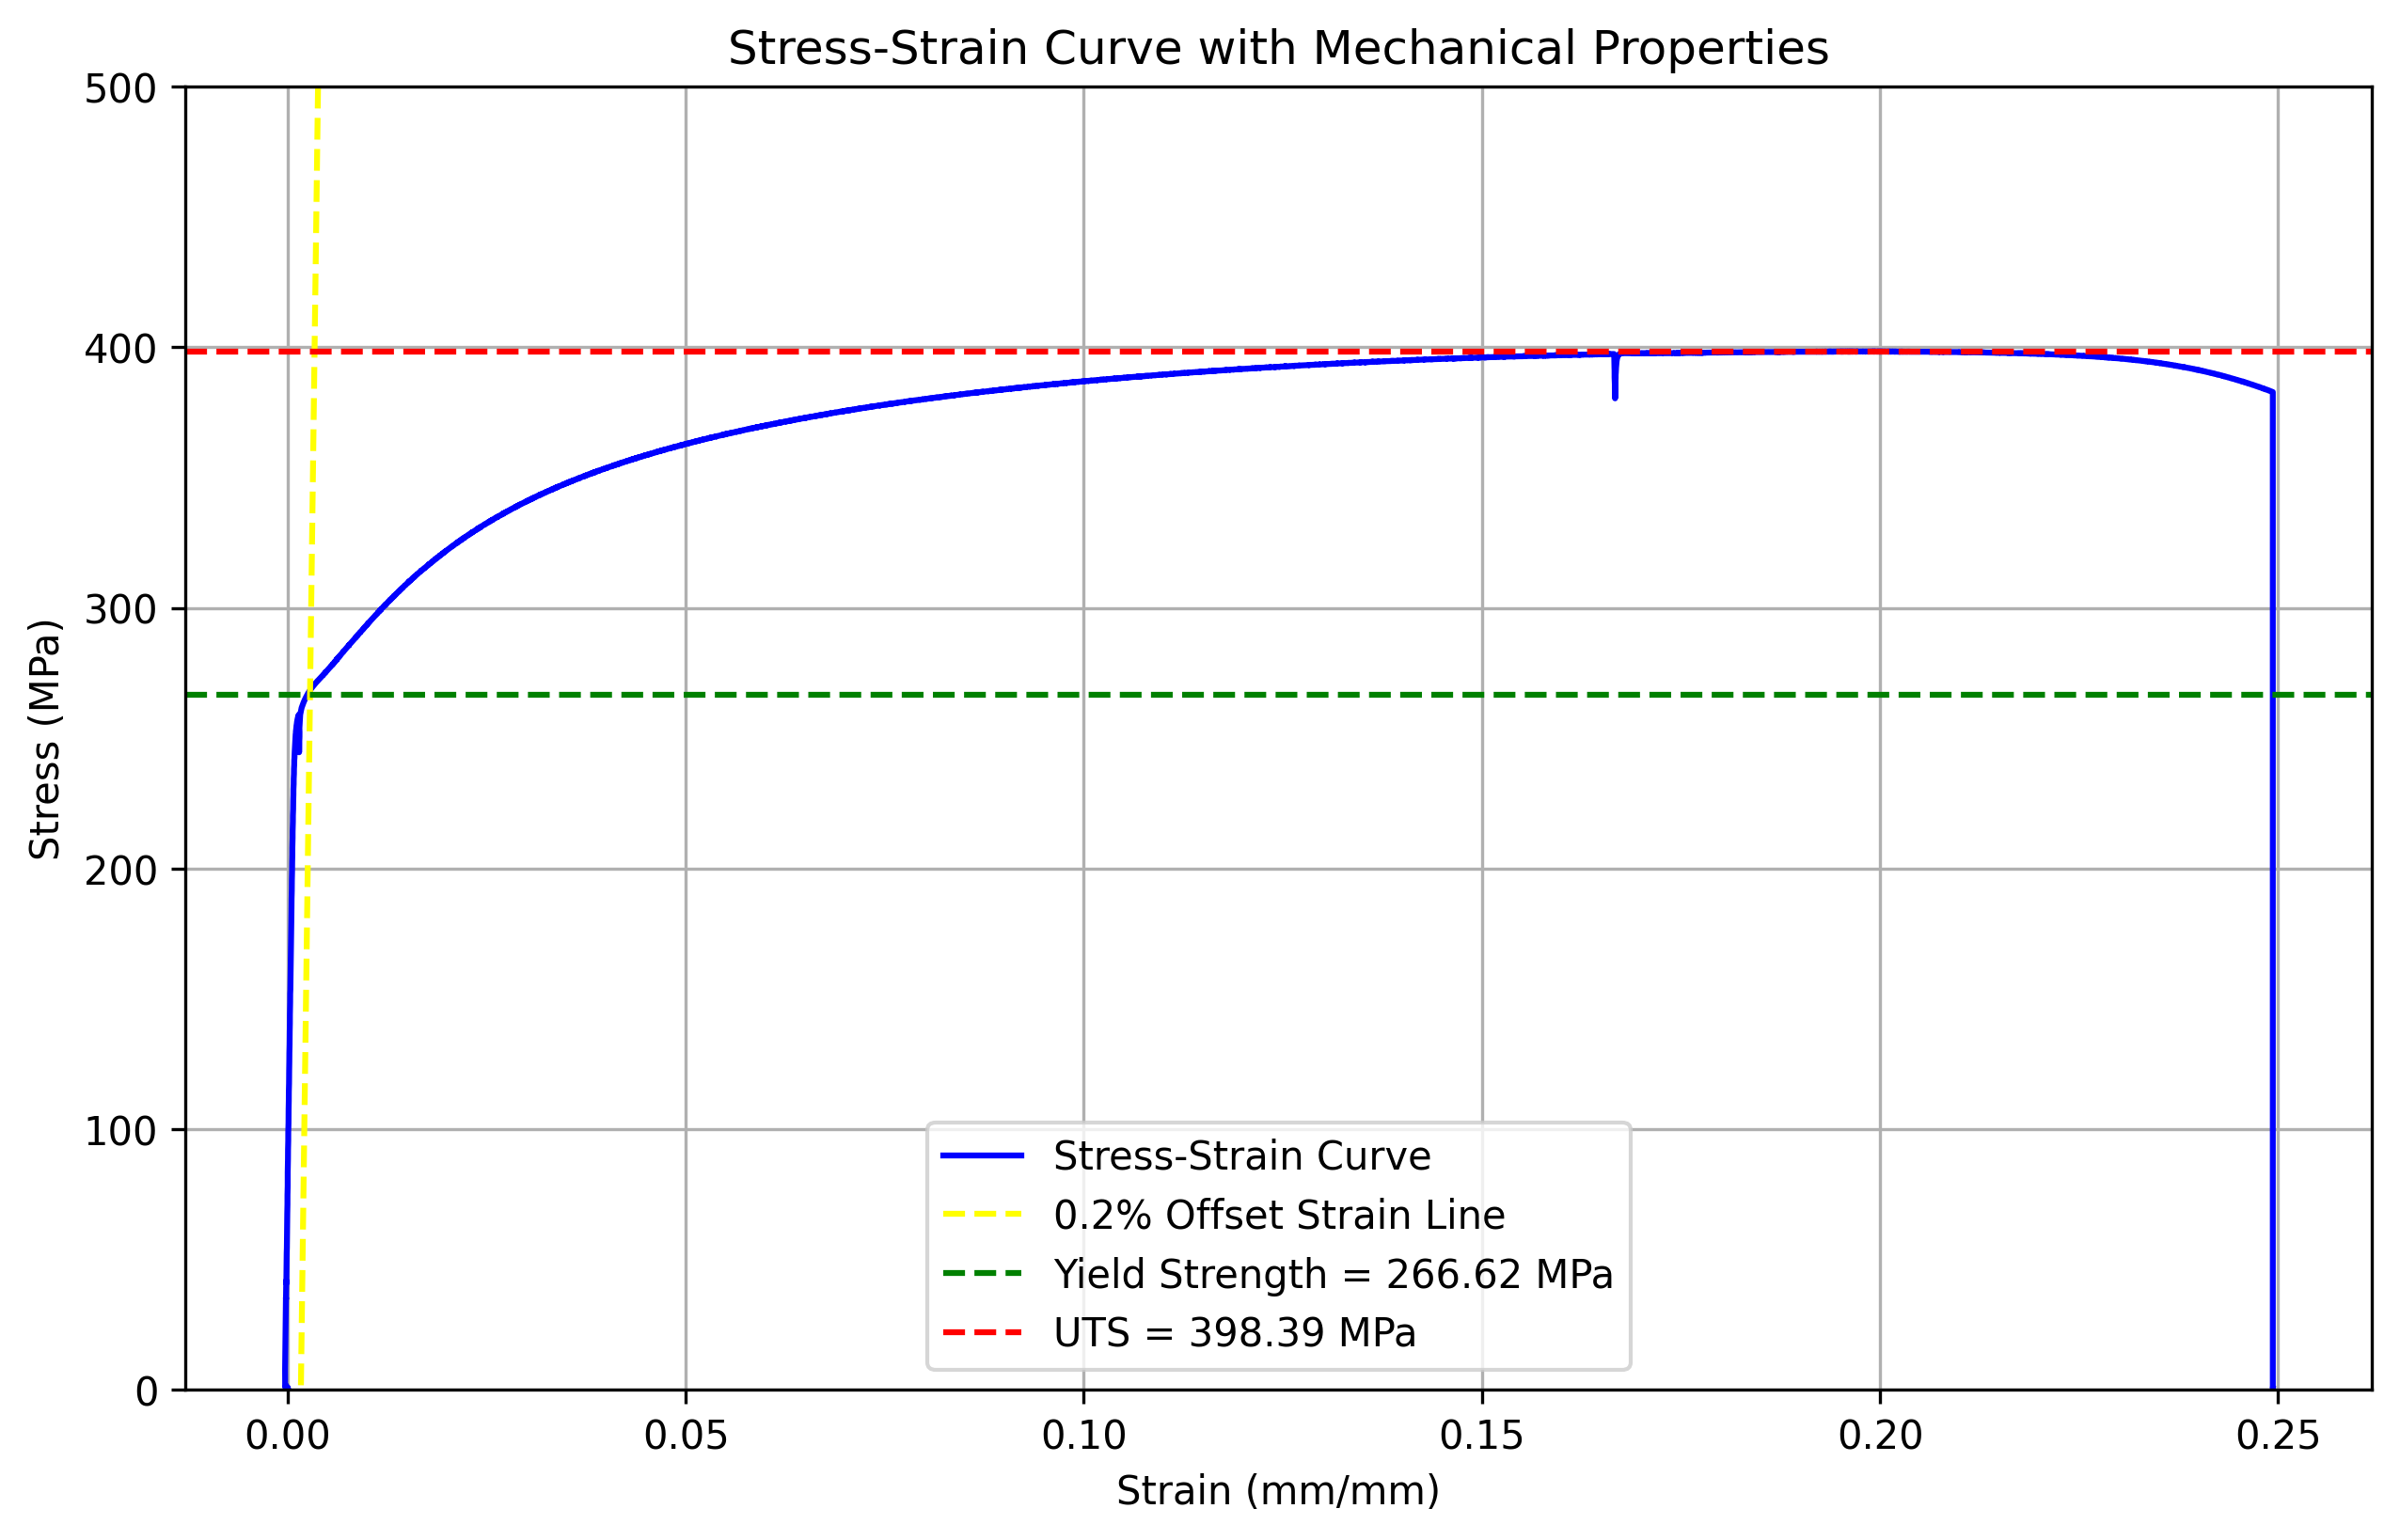 Stress-Strain Curve with Mechanical Properties
500
400
300
200
100
0
Stress (MPa)
Stress-Strain Curve
0.2% Offset Strain Line
Yield Strength = 266.62 MPa
UTS = 398.39 MPa
0.00 0.05 0.10 0.15 0.20 0.25
Strain (mm/mm)